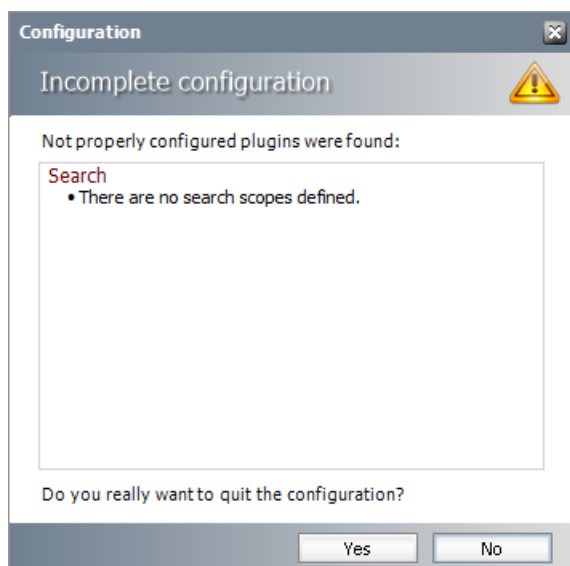 Configuration
Incomplete configuration
Not properly configured plugins were found:
Search
• There are no search scopes defined.
Do you really want to quit the configuration?
Yes No